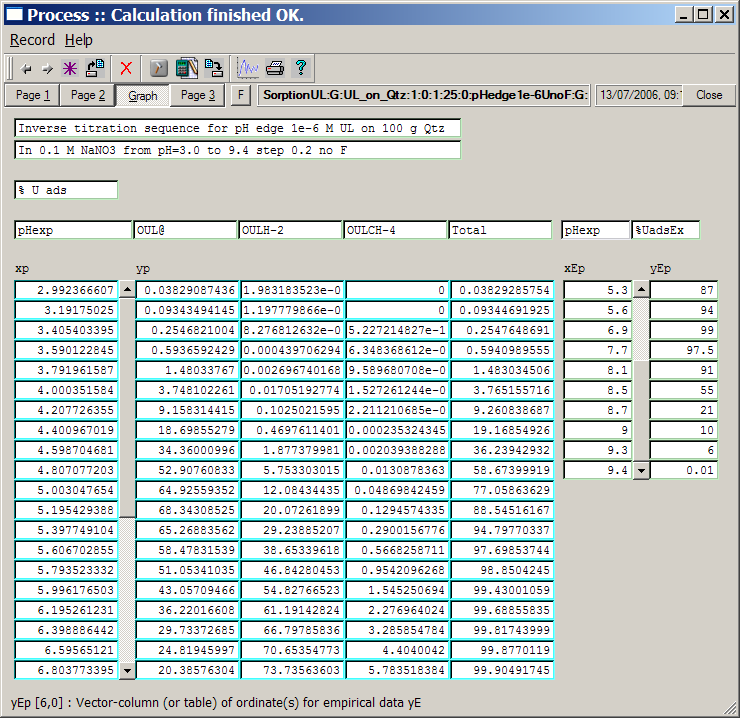 Process :: Calculation finished OK.
Record Help
Page 1 Page 2 Graph Page 3 F SorptionUL:G:UL_on_Qtz:1:0:1:25:0:pHedge1e-6UnoF:G: 13/07/2006, 09: Close
Inverse titration sequence for pH edge 1e-6 M UL on 100 g Qtz
In 0.1 M NaNO3 from pH=3.0 to 9.4 step 0.2 no F
% U ads
pHexp OUL@ OULH-2 OULCH-4 Total pHexp %UadsEx
xp yp xEp yEp
2.992366607 0.03829087436 1.983183523e-0 0 0.03829285754 5.3 87
3.19175025 0.09343494145 1.197779866e-0 0 0.09344691925 5.6 94
3.405403395 0.2546821004 8.276812632e-0 5.227214827e-1 0.2547648691 6.9 99
3.590122845 0.5936592429 0.000439706294 6.348368612e-0 0.5940989555 7.7 97.5
3.791961587 1.48033767 0.002696740168 9.589680708e-0 1.483034506 8.1 91
4.000351584 3.748102261 0.01705192774 1.527261244e-0 3.765155716 8.5 55
4.207726355 9.158314415 0.1025021595 2.211210685e-0 9.260838687 8.7 21
4.400967019 18.69855279 0.4697611401 0.000235324345 19.16854926 9 10
4.598704681 34.36000996 1.877379981 0.002039388288 36.23942932 9.3 6
4.807077203 52.90760833 5.753303015 0.0130878363 58.67399919 9.4 0.01
5.003047654 64.92559352 12.08434435 0.04869842459 77.05863629
5.195429388 68.34308525 20.07261899 0.1294574335 88.54516167
5.397749104 65.26883562 29.23885207 0.2900156776 94.79770337
5.606702855 58.47831539 38.65339618 0.5668258711 97.69853744
5.793523332 51.05341035 46.84280453 0.9542096268 98.8504245
5.996176503 43.05709466 54.82766523 1.545250694 99.43001059
6.195261231 36.22016608 61.19142824 2.276964024 99.68855835
6.398886442 29.73372685 66.79785836 3.285854784 99.81743999
6.59565121 24.81945997 70.65354773 4.4040042 99.8770119
6.803773395 20.38576304 73.73563603 5.783518384 99.90491745
yEp [6,0] : Vector-column (or table) of ordinate(s) for empirical data yE